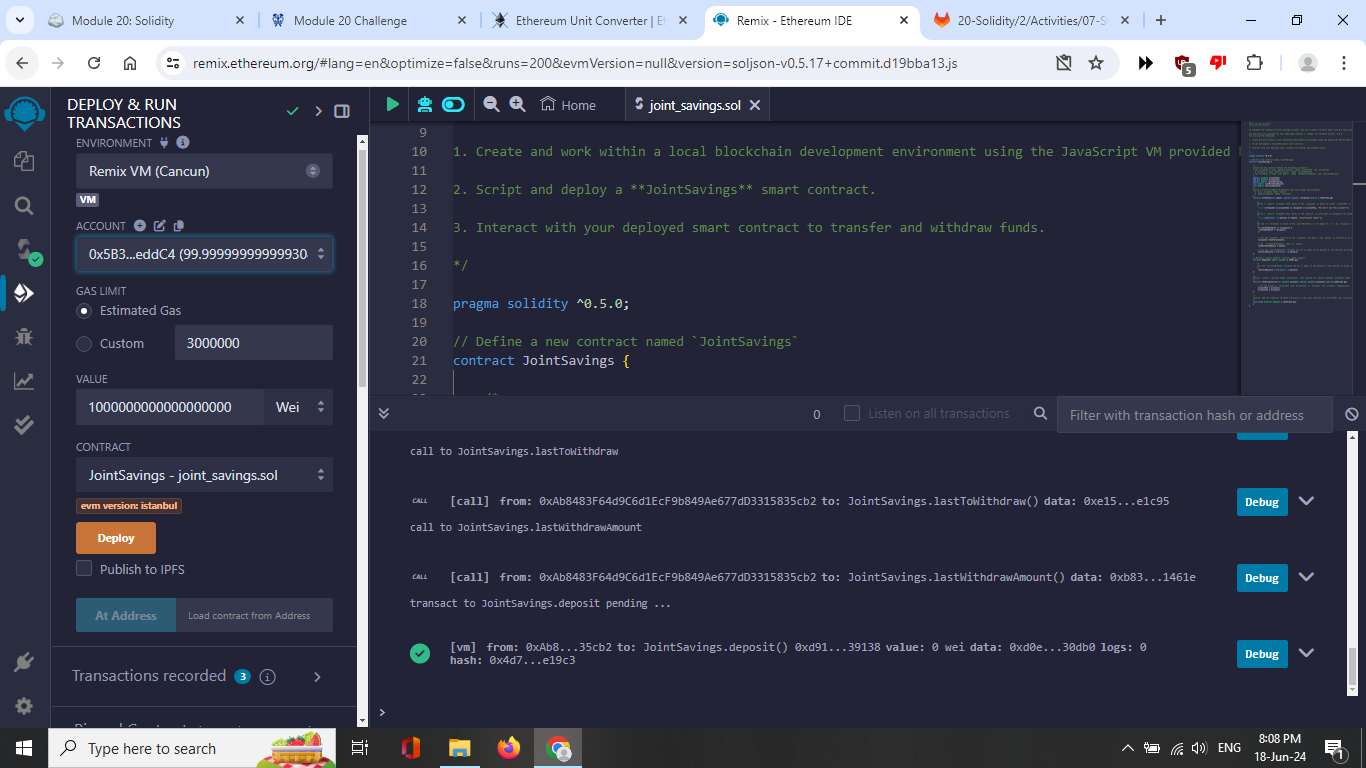 Module 20: Solidity
Module 20 Challenge
Ethereum Unit Converter | Et
Remix - Ethereum IDE
20-Solidity/2/Activities/07-S
remix.ethereum.org/#lang=en&optimize=false&runs=200&evmVersion=null&version=soljson-v0.5.17+commit.d19bba13.js
5
DEPLOY & RUN
TRANSACTIONS
ENVIRONMENT
Remix VM (Cancun)
VM
ACCOUNT
0x5B3...eddC4 (99.99999999999930
GAS LIMIT
Estimated Gas
Custom
3000000
VALUE
1000000000000000000
Wei
CONTRACT
JointSavings - joint_savings.sol
evm version: istanbul
Deploy
Publish to IPFS
At Address
Load contract from Address
Transactions recorded 3
Home
joint_savings.sol
9
10 1. Create and work within a local blockchain development environment using the JavaScript VM provided
11
12 2. Script and deploy a **JointSavings** smart contract.
13
14 3. Interact with your deployed smart contract to transfer and withdraw funds.
15
16 */
17
18 pragma solidity ^0.5.0;
19
20 // Define a new contract named `JointSavings`
21 contract JointSavings {
22
0
Listen on all transactions
Filter with transaction hash or address
call to JointSavings.lastToWithdraw
CALL [call] from: 0xAb8483F64d9C6d1EcF9b849Ae677dD3315835cb2 to: JointSavings.lastToWithdraw() data: 0xe15...e1c95
Debug
call to JointSavings.lastWithdrawAmount
CALL [call] from: 0xAb8483F64d9C6d1EcF9b849Ae677dD3315835cb2 to: JointSavings.lastWithdrawAmount() data: 0xb83...1461e
Debug
transact to JointSavings.deposit pending ...
[vm] from: 0xAb8...35cb2 to: JointSavings.deposit() 0xd91...39138 value: 0 wei data: 0xd0e...30db0 logs: 0
hash: 0x4d7...e19c3
Debug
>
Type here to search
ENG
8:08 PM
18-Jun-24
1